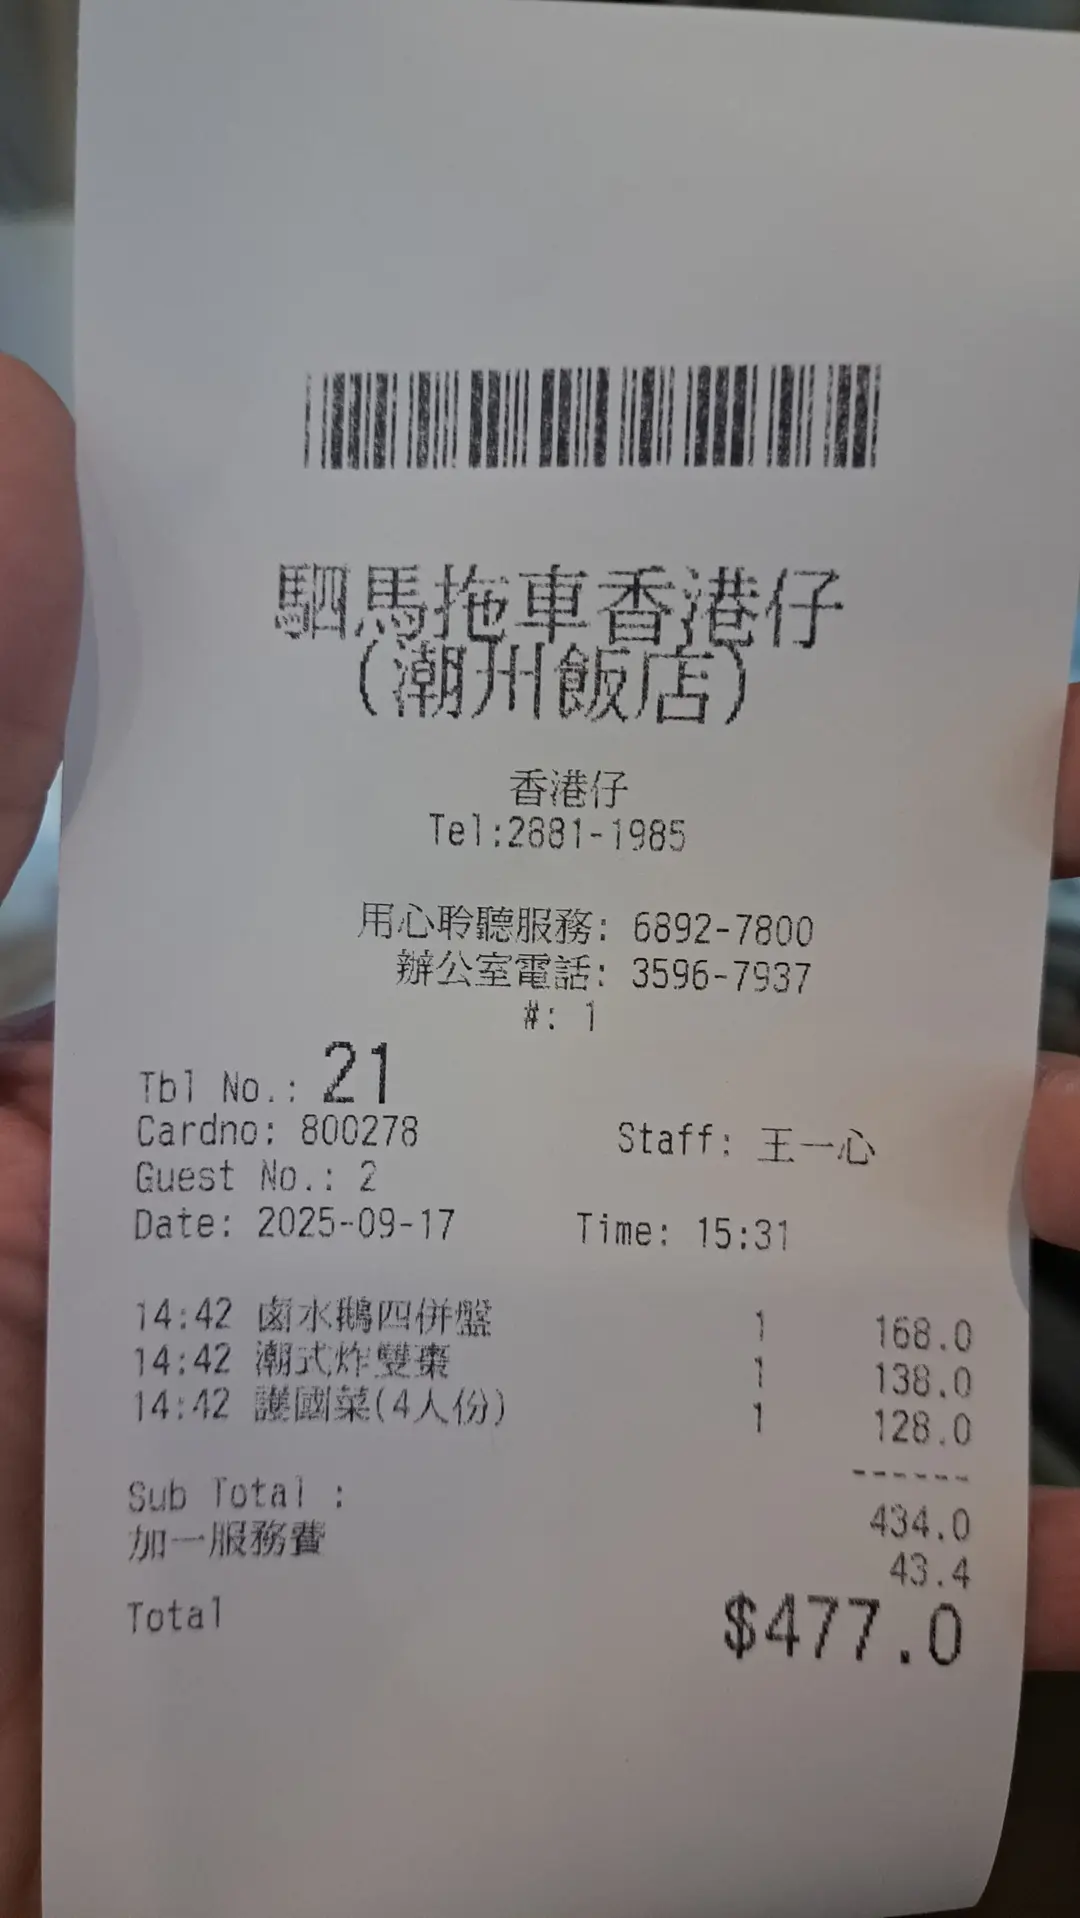 駟馬拖車香港仔
(潮州飯店)
香港仔
Tel:2881-1985
用心聆聽服務: 6892-7800
辦公室電話: 3596-7937
#: 1
Tbl No.: 21
Cardno: 800278 Staff: 王一心
Guest No.: 2
Date: 2025-09-17 Time: 15:31
14:42 鹵水鵝四併盤 1 168.0
14:42 潮式炸雙棗 1 138.0
14:42 護國菜(4人份) 1 128.0
------
Sub Total : 434.0
加一服務費 43.4
Total $477.0